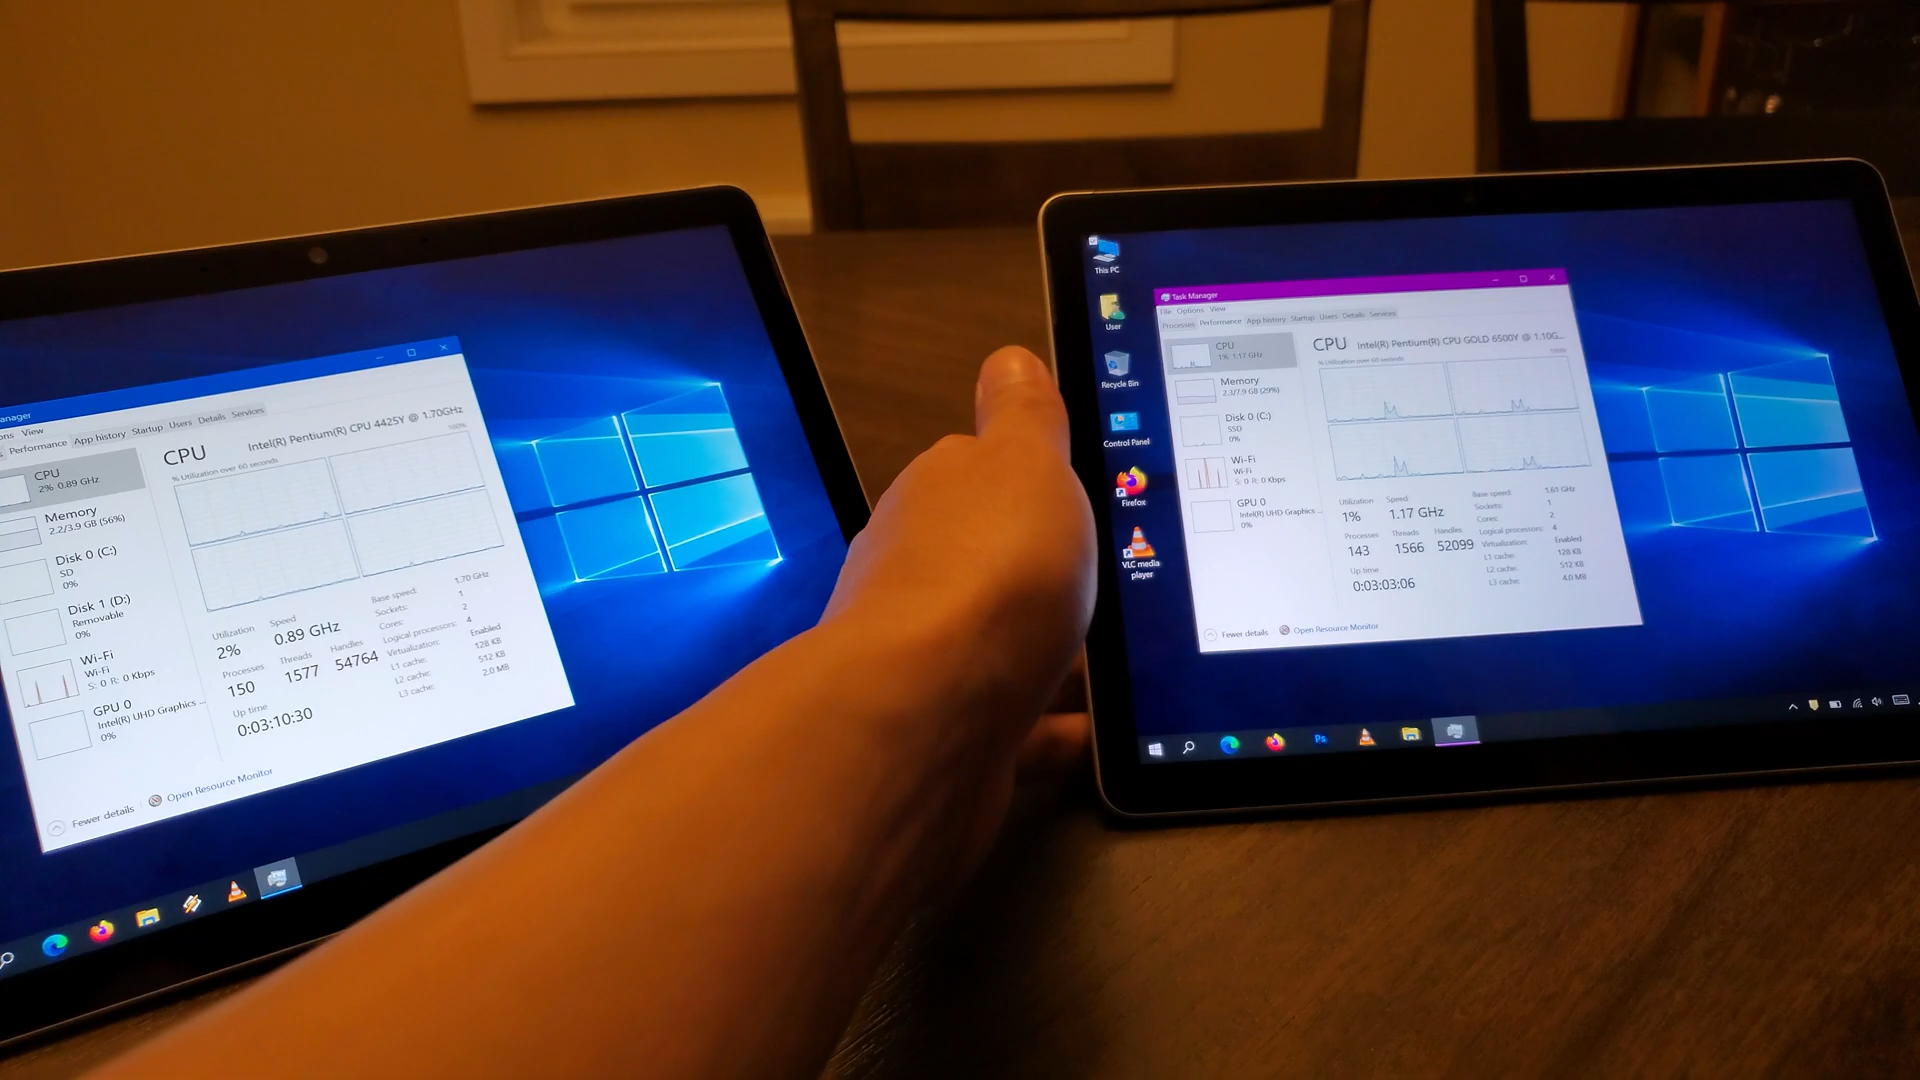 anager
ons View
Performance App history Startup Users Details Services
CPU
2% 0.89 GHz
Memory
2.2/3.9 GB (56%)
Disk 0 (C:)
SD
0%
Disk 1 (D:)
Removable
0%
Wi-Fi
Wi-Fi
S: 0 R: 0 Kbps
GPU 0
Intel(R) UHD Graphics ...
0%
CPU Intel(R) Pentium(R) CPU 4425Y @ 1.70GHz
% Utilization over 60 seconds 100%
Utilization Speed
2% 0.89 GHz
Processes Threads Handles
150 1577 54764
Up time
0:03:10:30
Base speed: 1.70 GHz
Sockets: 1
Cores: 2
Logical processors: 4
Virtualization: Enabled
L1 cache: 128 KB
L2 cache: 512 KB
L3 cache: 2.0 MB
Fewer details Open Resource Monitor
This PC
User
Recycle Bin
Control Panel
Firefox
VLC media
player
Task Manager
File Options View
Processes Performance App history Startup Users Details Services
CPU
1% 1.17 GHz
Memory
2.3/7.9 GB (29%)
Disk 0 (C:)
SSD
0%
Wi-Fi
Wi-Fi
S: 0 R: 0 Kbps
GPU 0
Intel(R) UHD Graphics ...
0%
CPU Intel(R) Pentium(R) CPU GOLD 6500Y @ 1.10G...
% Utilization over 60 seconds 100%
Utilization Speed
1% 1.17 GHz
Processes Threads Handles
143 1566 52099
Up time
0:03:03:06
Base speed: 1.61 GHz
Sockets: 1
Cores: 2
Logical processors: 4
Virtualization: Enabled
L1 cache: 128 KB
L2 cache: 512 KB
L3 cache: 4.0 MB
Fewer details Open Resource Monitor
Ps